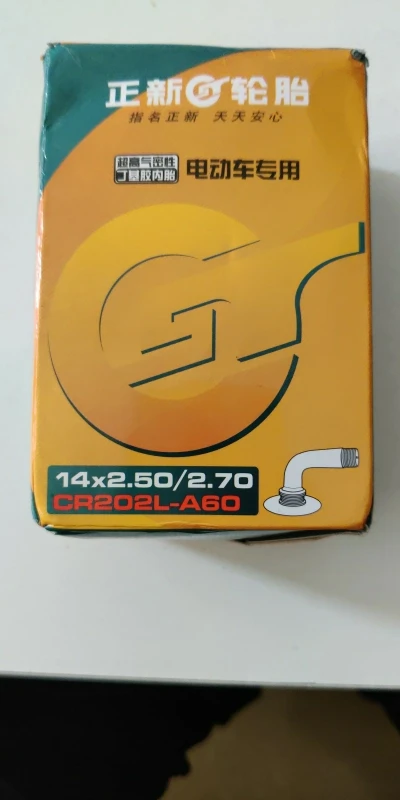 正新轮胎
指名正新 天天安心
超高气密性
丁基胶内胎
电动车专用
14x2.50/2.70
CR202L-A60